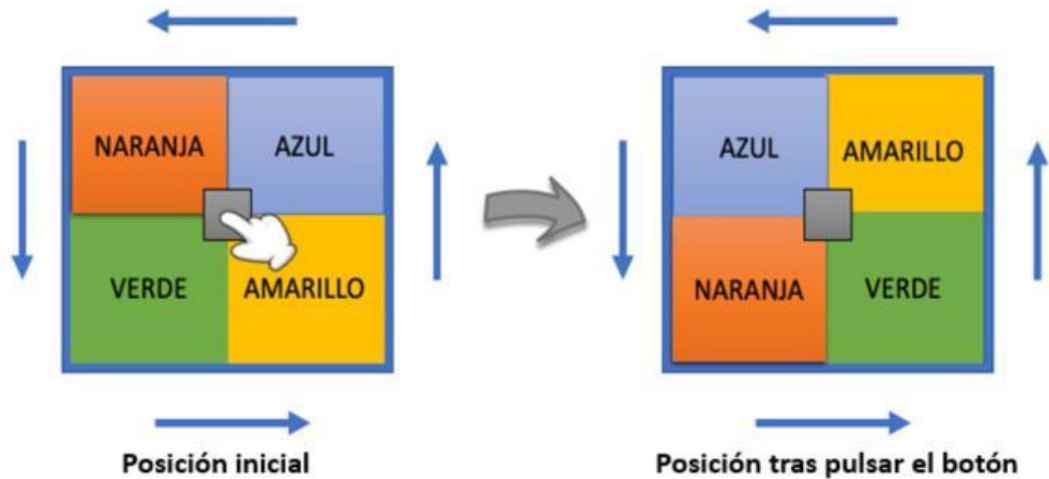 NARANJA AZUL
VERDE AMARILLO
Posición inicial
AZUL AMARILLO
NARANJA VERDE
Posición tras pulsar el botón